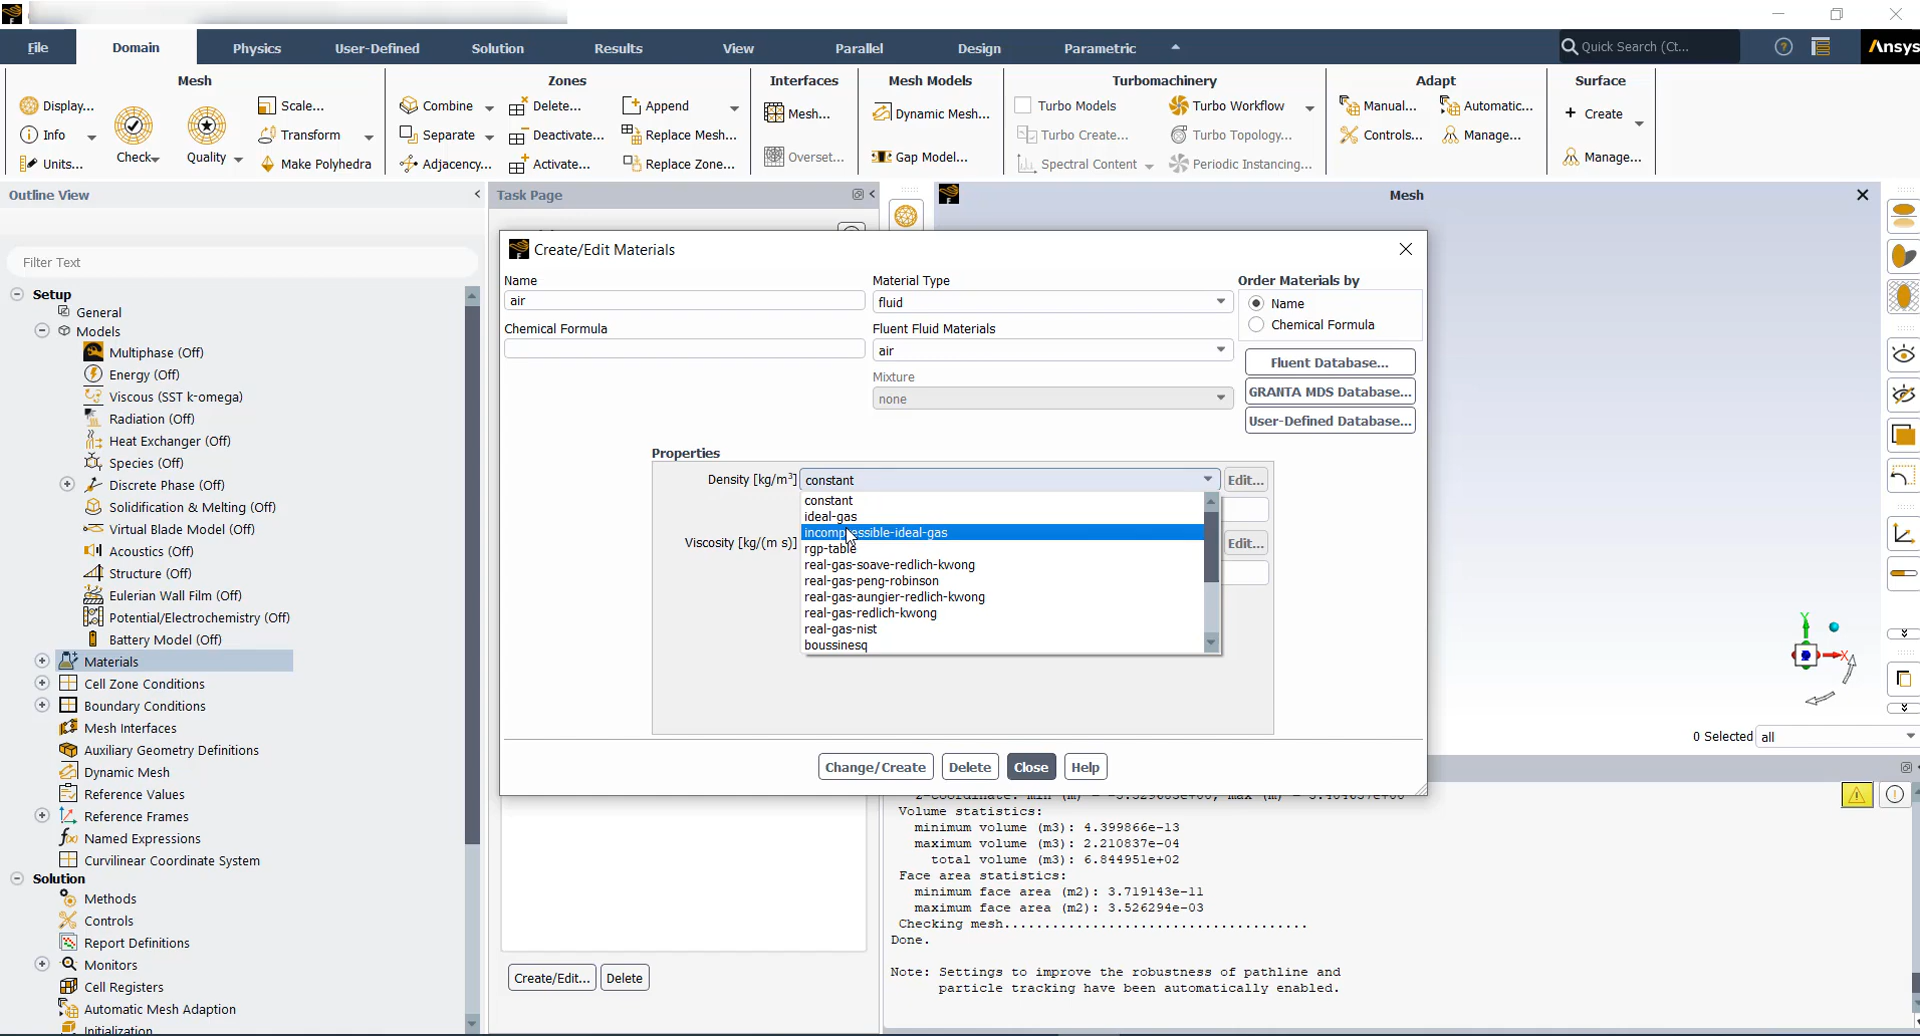 Ansys
File
Domain
Physics
User-Defined
Solution
Results
View
Parallel
Design
Parametric
Quick Search (Ct...
Mesh
Zones
Interfaces
Mesh Models
Turbomachinery
Adapt
Surface
Display...
Info
Units...
Check
Quality
Scale...
Transform
Make Polyhedra
Combine
Separate
Adjacency...
Delete...
Deactivate...
Activate...
Append
Replace Mesh...
Replace Zone...
Mesh...
Overset...
Dynamic Mesh...
Gap Model...
Turbo Models
Turbo Create...
Spectral Content
Turbo Workflow
Turbo Topology...
Periodic Instancing...
Manual...
Controls...
Automatic...
Manage...
Create
Manage...
Outline View
Task Page
Mesh
Filter Text
Setup
General
Models
Multiphase (Off)
Energy (Off)
Viscous (SST k-omega)
Radiation (Off)
Heat Exchanger (Off)
Species (Off)
Discrete Phase (Off)
Solidification & Melting (Off)
Virtual Blade Model (Off)
Acoustics (Off)
Structure (Off)
Eulerian Wall Film (Off)
Potential/Electrochemistry (Off)
Battery Model (Off)
Materials
Cell Zone Conditions
Boundary Conditions
Mesh Interfaces
Auxiliary Geometry Definitions
Dynamic Mesh
Reference Values
Reference Frames
Named Expressions
Curvilinear Coordinate System
Solution
Methods
Controls
Report Definitions
Monitors
Cell Registers
Automatic Mesh Adaption
Initialization
Create/Edit Materials
Name
air
Chemical Formula
Material Type
fluid
Fluent Fluid Materials
air
Mixture
none
Order Materials by
Name
Chemical Formula
Fluent Database...
GRANTA MDS Database...
User-Defined Database...
Properties
Density [kg/m³]
constant
Edit...
Viscosity [kg/(m s)]
Edit...
constant
ideal-gas
incompressible-ideal-gas
rgp-table
real-gas-soave-redlich-kwong
real-gas-peng-robinson
real-gas-aungier-redlich-kwong
real-gas-redlich-kwong
real-gas-nist
boussinesq
Change/Create
Delete
Close
Help
Create/Edit...
Delete
Y
X
0 Selected
all
Volume statistics:
minimum volume (m3): 4.399866e-13
maximum volume (m3): 2.210837e-04
total volume (m3): 6.844951e+02
Face area statistics:
minimum face area (m2): 3.719143e-11
maximum face area (m2): 3.526294e-03
Checking mesh.....................................
Done.
Note: Settings to improve the robustness of pathline and
particle tracking have been automatically enabled.